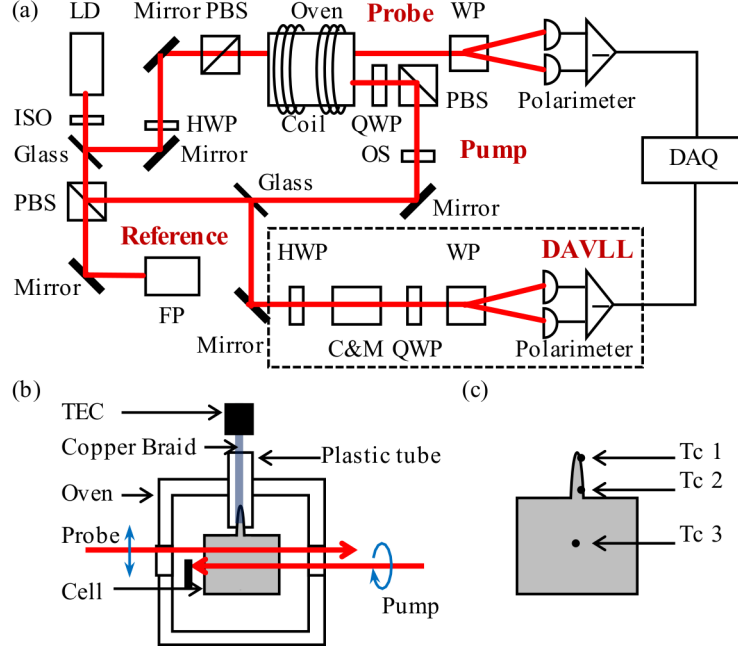 (a)
LD
Mirror PBS
Oven
Probe
WP
ISO
HWP
Coil
QWP
PBS
Polarimeter
Glass
Mirror
OS
Pump
DAQ
PBS
Glass
Mirror
Reference
HWP
WP
DAVLL
Mirror
FP
Mirror
C&M
QWP
Polarimeter
(b)
TEC
Copper Braid
Plastic tube
Oven
Probe
Cell
Pump
(c)
Tc 1
Tc 2
Tc 3